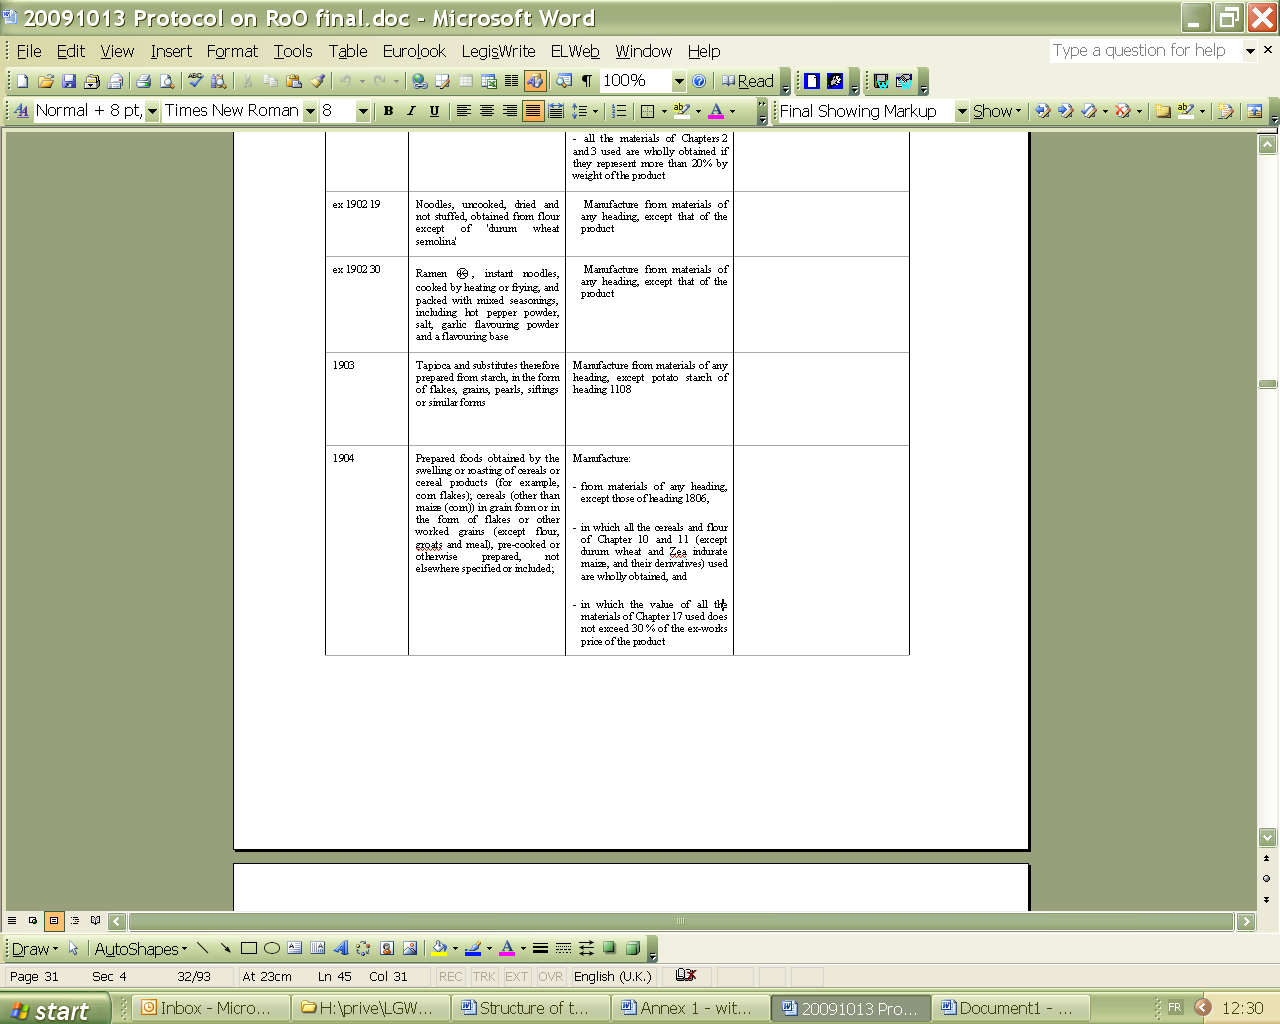 20091013 Protocol on RoO final.doc - Microsoft Word
File Edit View Insert Format Tools Table Eurolook LegisWrite ELWeb Window Help
Type a question for help
100%
Read
Normal + 8 pt,
Times New Roman
8
B I U
Final Showing Markup
Show
- all the materials of Chapters 2
and 3 used are wholly obtained if
they represent more than 20% by
weight of the product
ex 1902 19
Noodles, uncooked, dried and
not stuffed, obtained from flour
except of 'durum wheat
semolina'
Manufacture from materials of
any heading, except that of the
product
ex 1902 30
Ramen , instant noodles,
cooked by heating or frying, and
packed with mixed seasonings,
including hot pepper powder,
salt, garlic flavouring powder
and a flavouring base
Manufacture from materials of
any heading, except that of the
product
1903
Tapioca and substitutes therefore
prepared from starch, in the form
of flakes, grains, pearls, siftings
or similar forms
Manufacture from materials of any
heading, except potato starch of
heading 1108
1904
Prepared foods obtained by the
swelling or roasting of cereals or
cereal products (for example,
corn flakes); cereals (other than
maize (corn)) in grain form or in
the form of flakes or other
worked grains (except flour,
groats and meal), pre-cooked or
otherwise prepared, not
elsewhere specified or included;
Manufacture:
- from materials of any heading,
except those of heading 1806,
- in which all the cereals and flour
of Chapter 10 and 11 (except
durum wheat and Zea indurate
maize, and their derivatives) used
are wholly obtained, and
- in which the value of all the
materials of Chapter 17 used does
not exceed 30 % of the ex-works
price of the product
Draw
AutoShapes
Page 31
Sec 4
32/93
At 23cm
Ln 45
Col 31
REC
TRK
EXT
OVR
English (U.K.)
start
Inbox - Micro...
H:\prive\LGW...
Structure of t...
Annex 1 - wit...
20091013 Pro...
Document1 - ...
FR
12:30